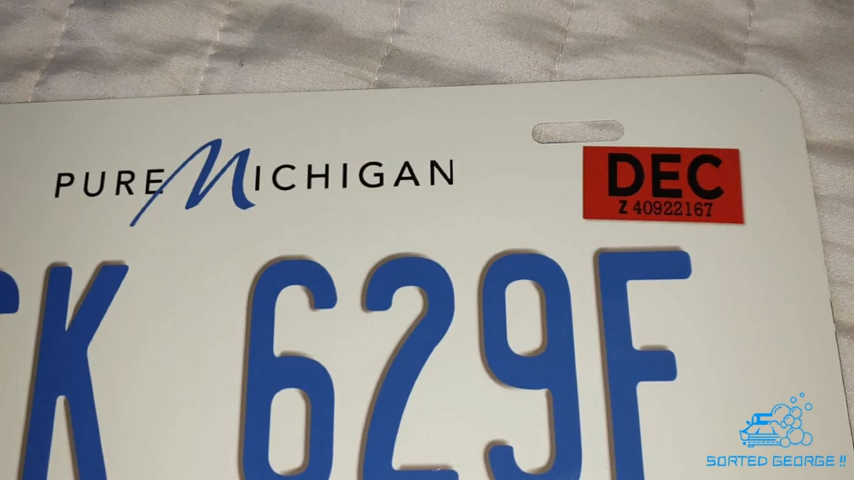 PURE MICHIGAN
DEC
Z 40922167
K 629F
SORTED GEORGE !!